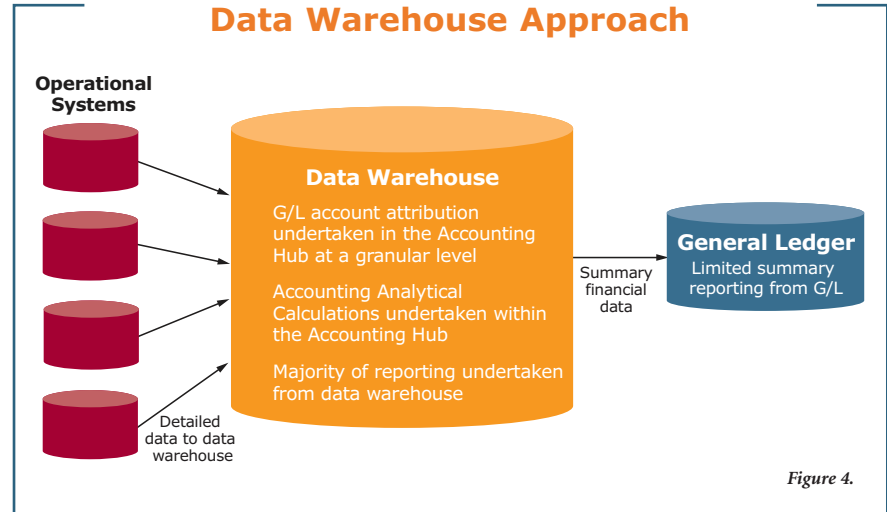 Data Warehouse Approach
Operational
Systems
Data Warehouse
G/L account attribution
undertaken in the Accounting
Hub at a granular level
Accounting Analytical
Calculations undertaken within
the Accounting Hub
Majority of reporting undertaken
from data warehouse
Detailed
data to data
warehouse
Summary
financial
data
General Ledger
Limited summary
reporting from G/L
Figure 4.